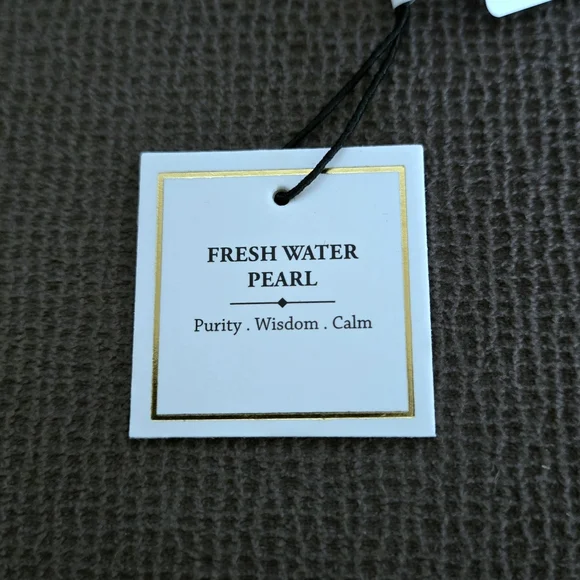 FRESH WATER
PEARL
Purity . Wisdom . Calm